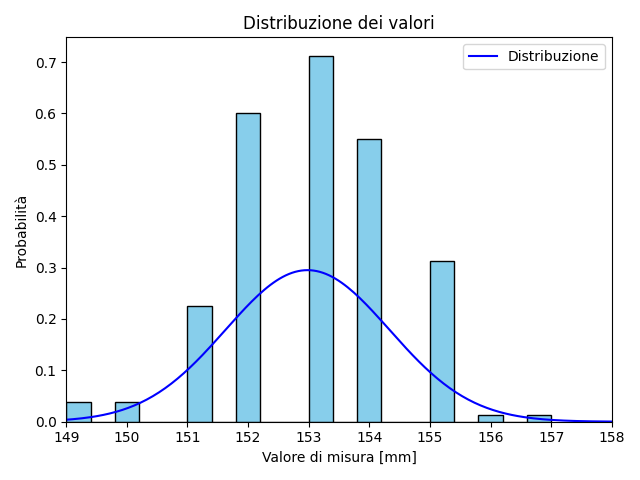 Distribuzione dei valori
Distribuzione
Probabilità
0.7
0.6
0.5
0.4
0.3
0.2
0.1
0.0
149 150 151 152 153 154 155 156 157 158
Valore di misura [mm]